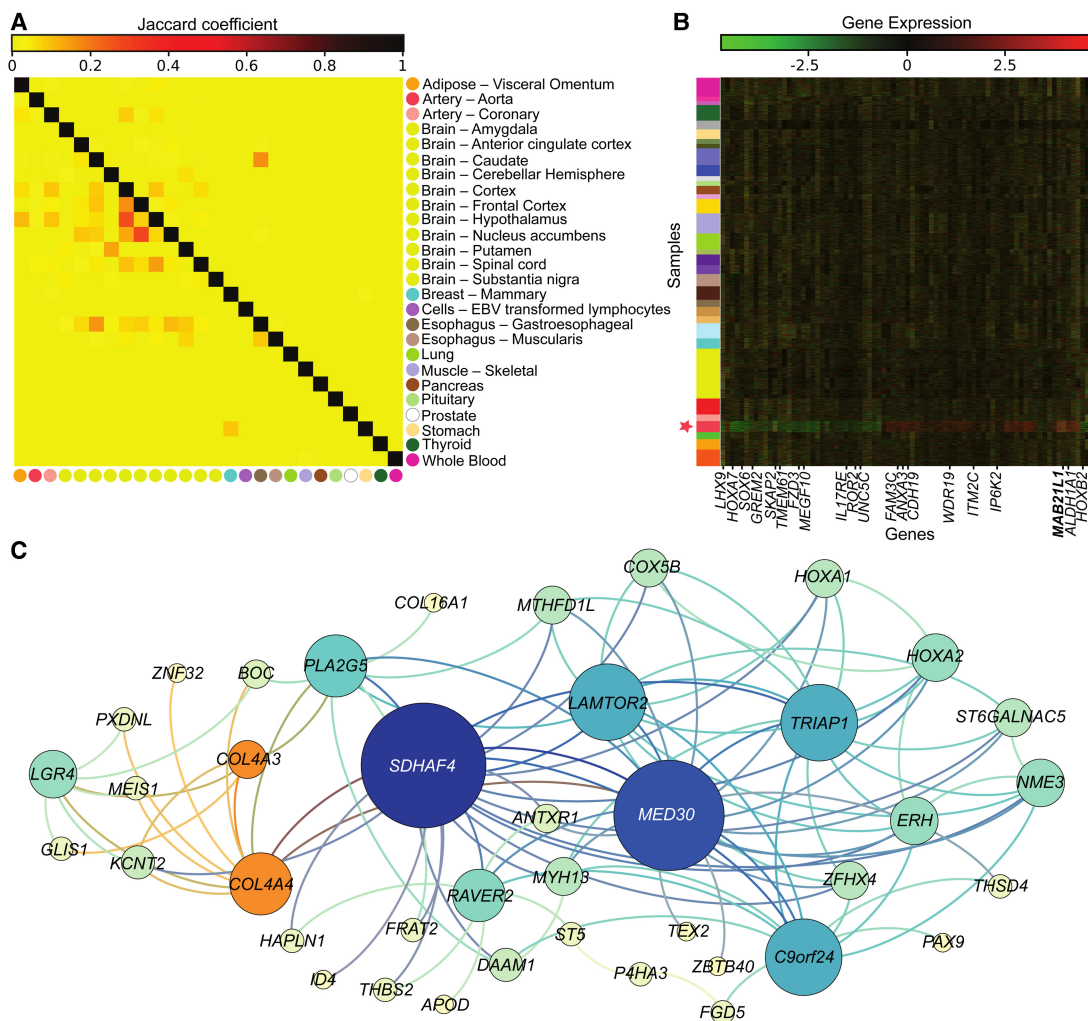 A
Jaccard coefficient
0 0.2 0.4 0.6 0.8 1
Adipose – Visceral Omentum
Artery – Aorta
Artery – Coronary
Brain – Amygdala
Brain – Anterior cingulate cortex
Brain – Caudate
Brain – Cerebellar Hemisphere
Brain – Cortex
Brain – Frontal Cortex
Brain – Hypothalamus
Brain – Nucleus accumbens
Brain – Putamen
Brain – Spinal cord
Brain – Substantia nigra
Breast – Mammary
Cells – EBV transformed lymphocytes
Esophagus – Gastroesophageal
Esophagus – Muscularis
Lung
Muscle – Skeletal
Pancreas
Pituitary
Prostate
Stomach
Thyroid
Whole Blood
B
Gene Expression
-2.5 0 2.5
Samples
LHX9
HOXA7
SOX6
GREM2
SKAP2
TMEM61
FZD3
MEGF10
IL17RE
ROR2
UNC5C
FAM3C
ANXA3
CDH19
WDR19
ITM2C
IP6K2
MAB21L1
ALDH1A1
HOXB2
Genes
C
COX5B
HOXA1
COL16A1
MTHFD1L
HOXA2
PLA2G5
ZNF32
BOC
LAMTOR2
ST6GALNAC5
PXDNL
TRIAP1
COL4A3
SDHAF4
LGR4
NME3
MEIS1
ANTXR1
MED30
ERH
GLIS1
KCNT2
COL4A4
MYH13
ZFHX4
THSD4
RAVER2
HAPLN1
FRAT2
ST5
TEX2
PAX9
C9orf24
DAAM1
ZBTB40
ID4
P4HA3
THBS2
APOD
FGD5